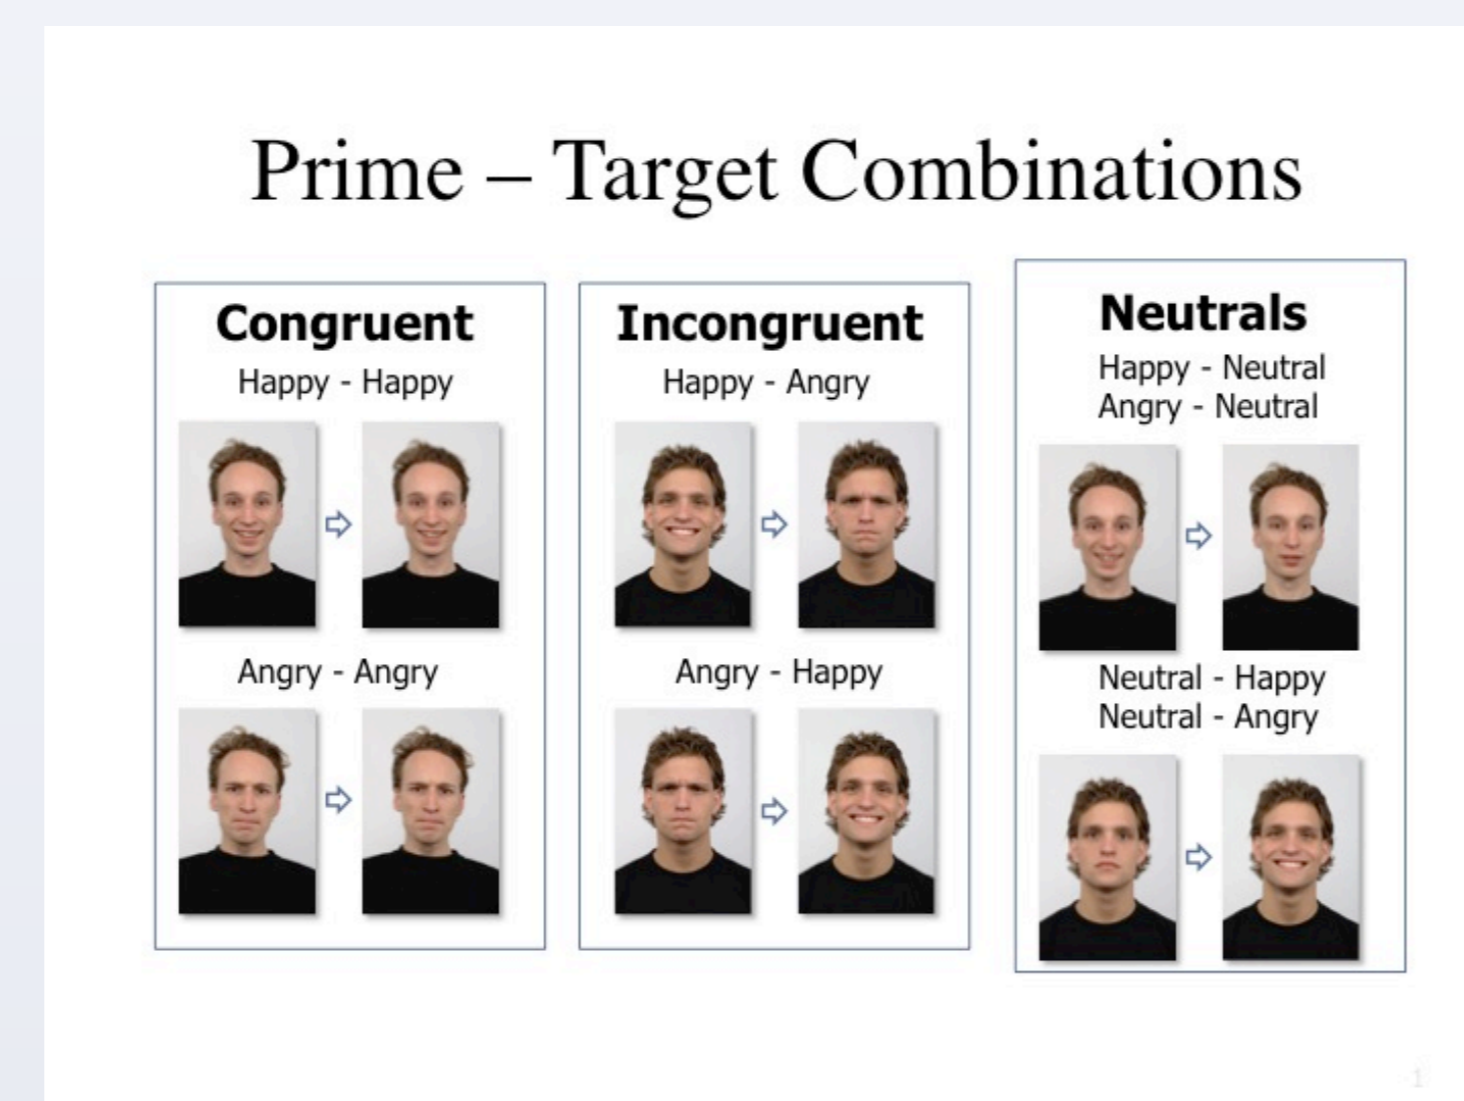 Prime – Target Combinations
Congruent
Happy - Happy
Angry - Angry
Incongruent
Happy - Angry
Angry - Happy
Neutrals
Happy - Neutral
Angry - Neutral
Neutral - Happy
Neutral - Angry
1